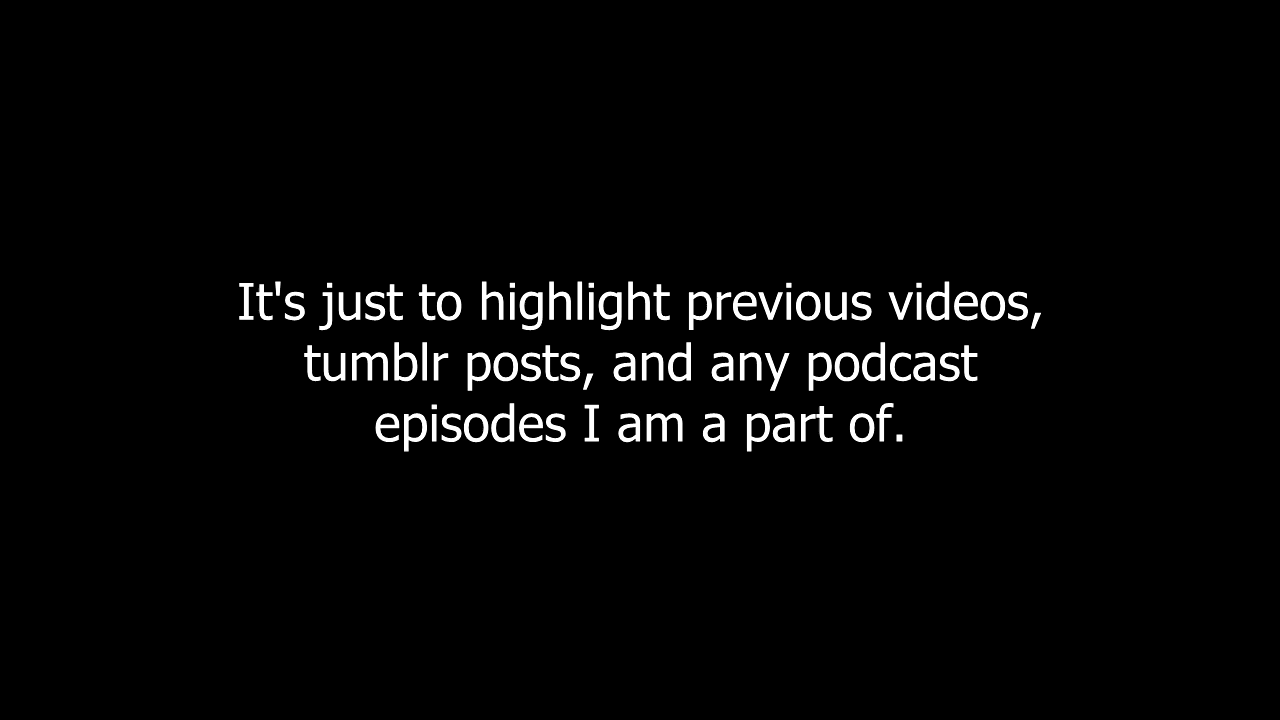 It's just to highlight previous videos,
tumblr posts, and any podcast
episodes I am a part of.